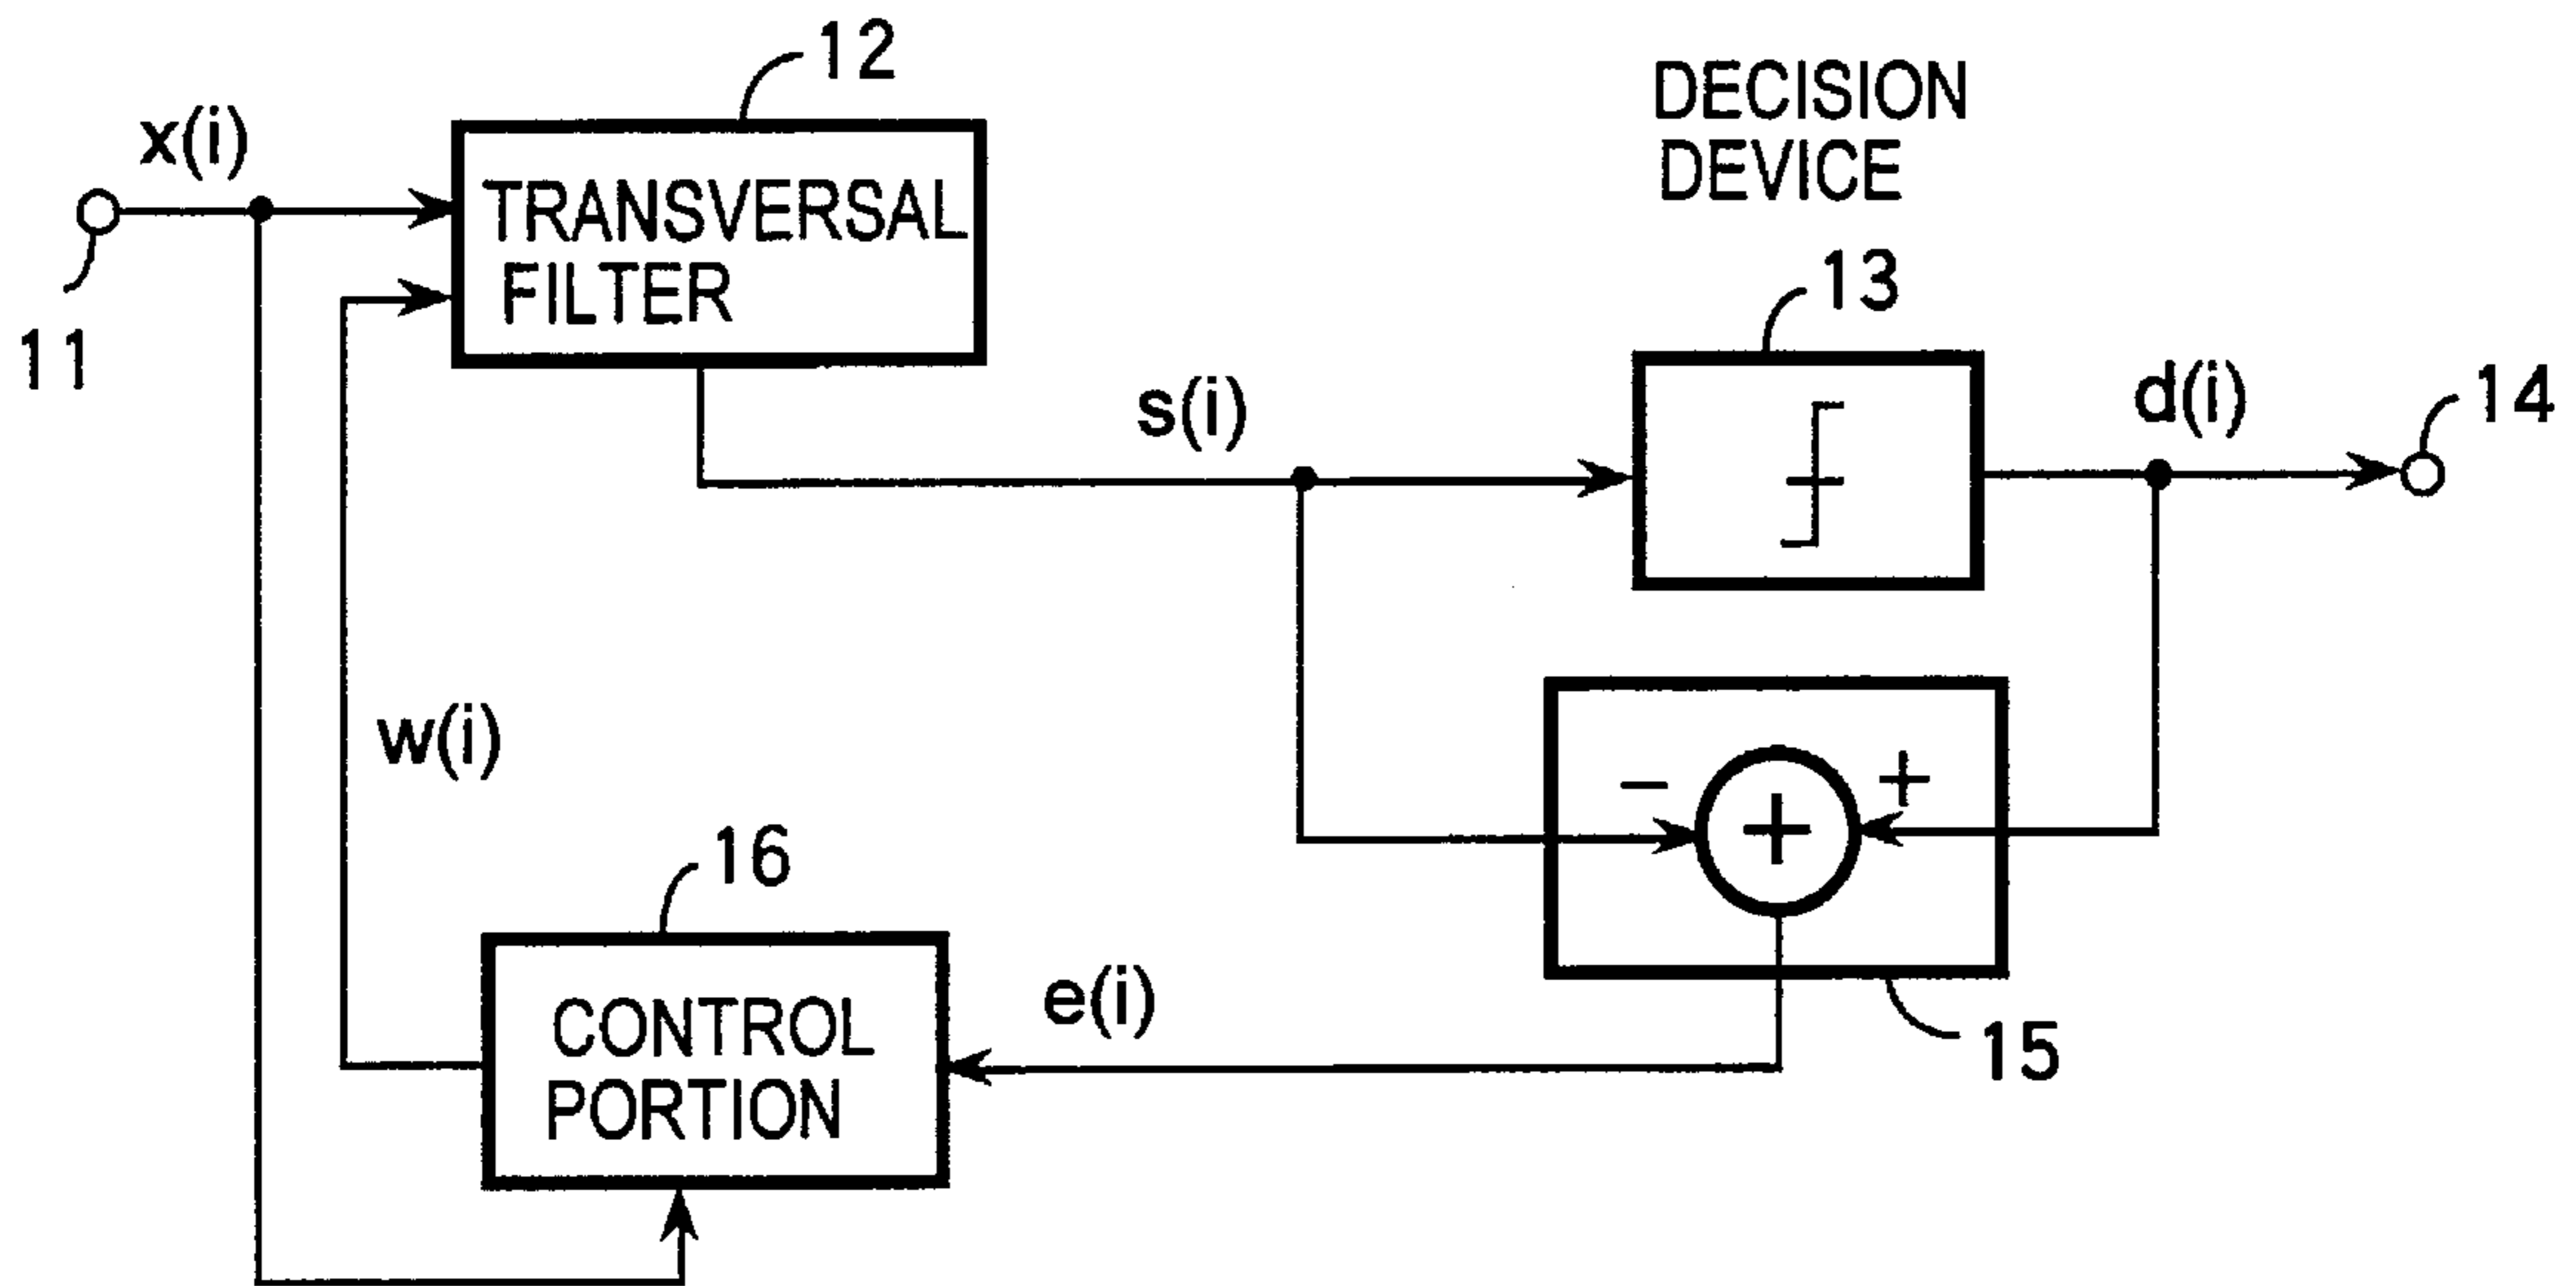 12
DECISION
DEVICE
x(i)
TRANSVERSAL
FILTER
11
13
s(i)
d(i)
14
w(i)
−
+
+
16
CONTROL
PORTION
e(i)
15